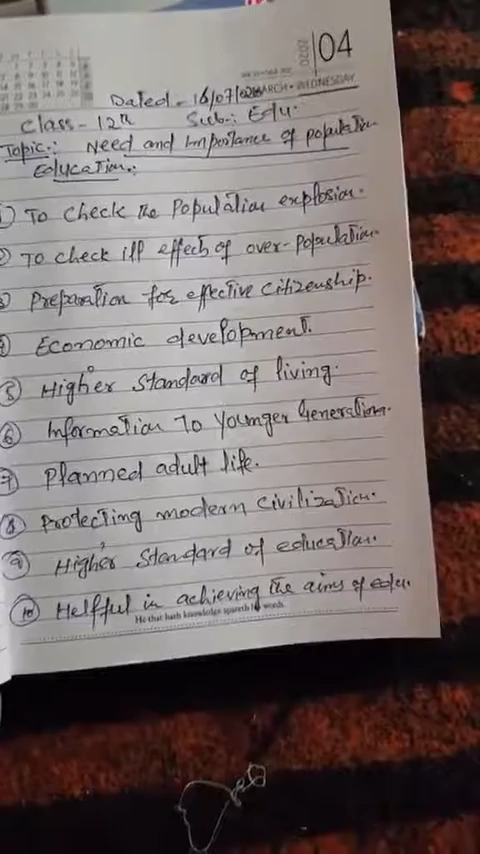 2020 04
MARCH • WEDNESDAY
Dated - 16/07/
Class - 12th Sub:- Edu.
Topic:- Need and Importance of population
Education:-
1) To check the Population explosion.
2) To check ill effects of over-population.
3) Preparation for effective citizenship.
4) Economic development.
5 Higher Standard of living.
6 Information To Younger Generations.
7 Planned adult life.
8 Protecting modern civilization.
9 Higher Standard of education.
10 Helpful in achieving the aims of edu.
He that hath knowledge spareth his words.